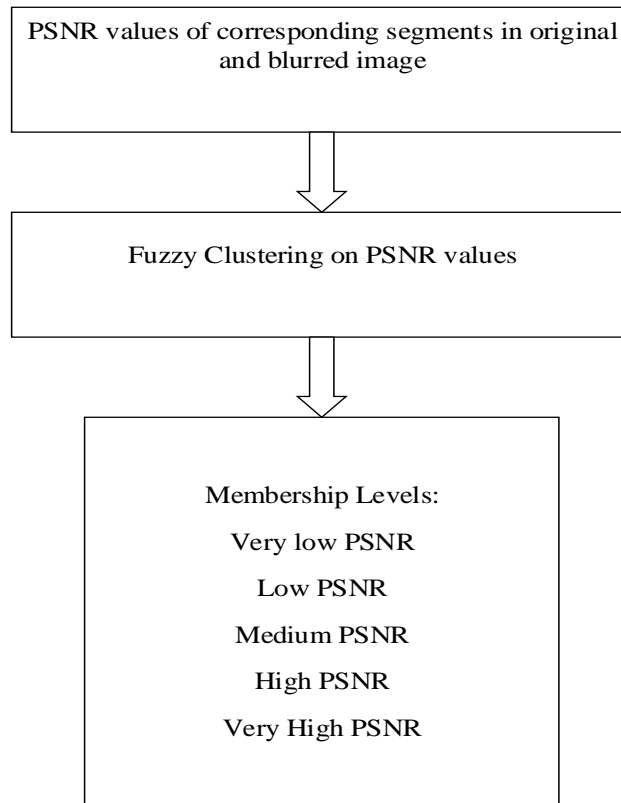 PSNR values of corresponding segments in original
and blurred image
Fuzzy Clustering on PSNR values
Membership Levels:
Very low PSNR
Low PSNR
Medium PSNR
High PSNR
Very High PSNR